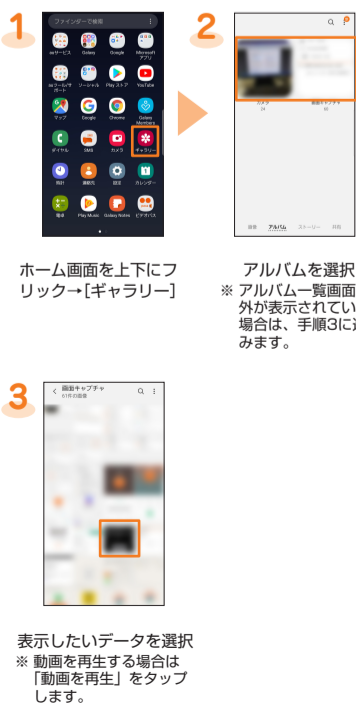 1
ファインダーで検索
auサービス
Galaxy
Google
Microsoft
アプリ
auツール/サ
ポート
ソーシャル
Play ストア
YouTube
マップ
Google
Chrome
Galaxy
Members
ダイヤル
SMS
カメラ
ギャラリー
時計
連絡先
設定
カレンダー
電卓
Play Music
Galaxy Notes
ビデオパス
ホーム画面を上下にフ
リック→[ギャラリー]
2
カメラ
24
画面キャプチャ
画像
アルバム
ストーリー
共有
アルバムを選択
※ アルバム一覧画面
外が表示されてい
場合は、手順3に
みます。
3
画面キャプチャ
61件の画像
表示したいデータを選択
※ 動画を再生する場合は
「動画を再生」をタップ
します。